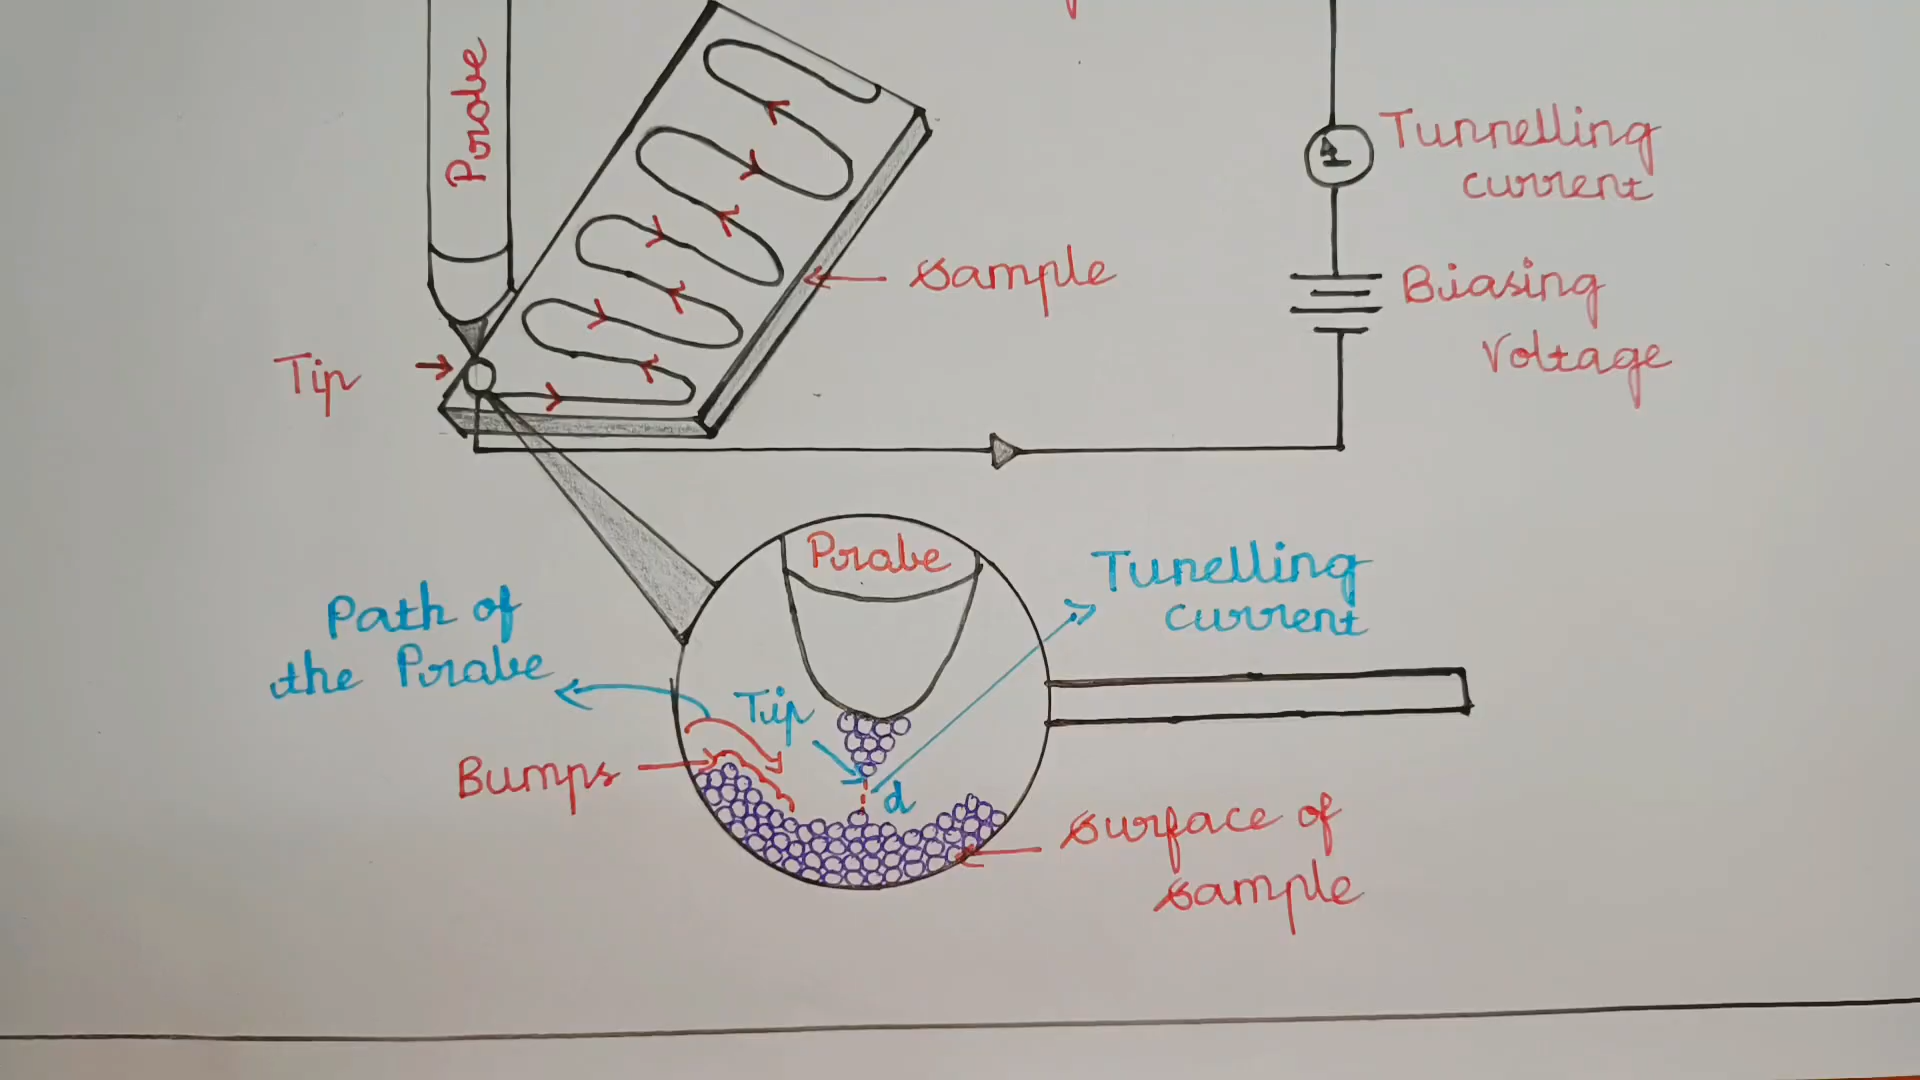 Probe
Tunnelling
current
Sample
Biasing
Voltage
Tip
Probe
Tunelling
current
Path of
the Probe
Tip
Bumps
d
Surface of
sample